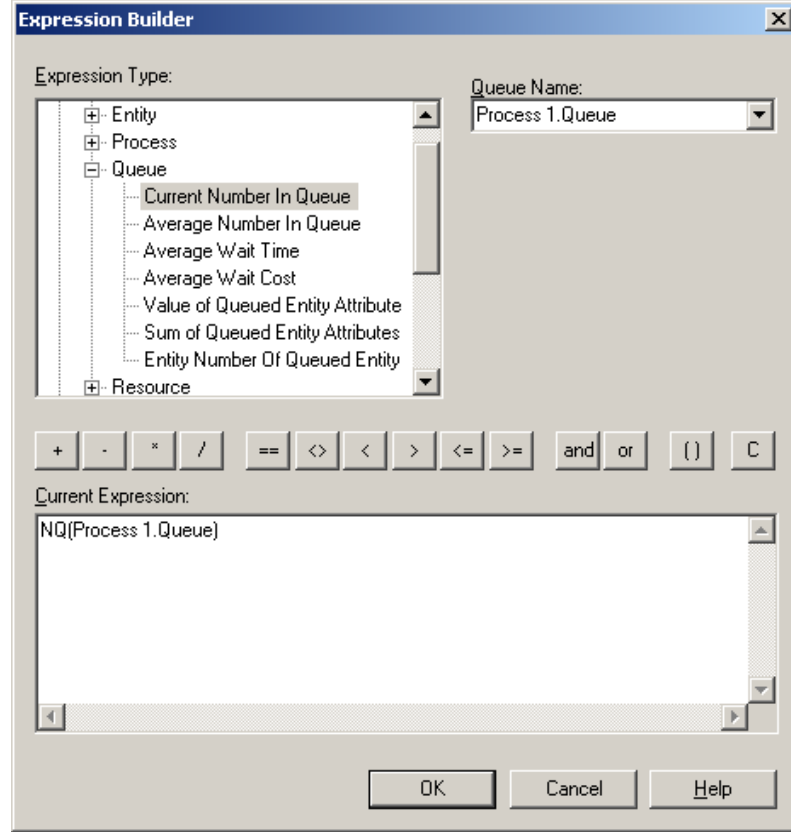 Expression Builder
Expression Type:
Entity
Process
Queue
Current Number In Queue
Average Number In Queue
Average Wait Time
Average Wait Cost
Value of Queued Entity Attribute
Sum of Queued Entity Attributes
Entity Number Of Queued Entity
Resource
Queue Name:
Process 1.Queue
+ - * / == <> < > <= >= and or ( ) C
Current Expression:
NQ(Process 1.Queue)
OK Cancel Help